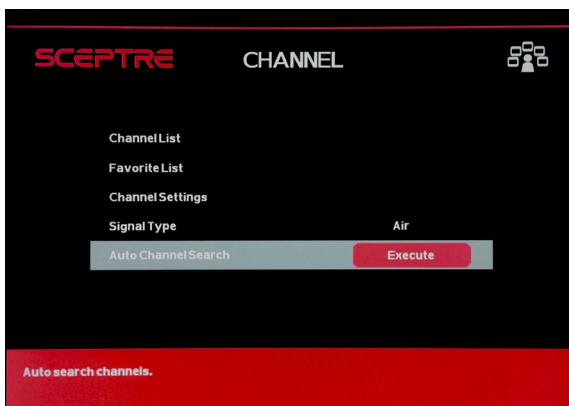 SCEPTRE CHANNEL
Channel List
Favorite List
Channel Settings
Signal Type Air
Auto Channel Search Execute
Auto search channels.